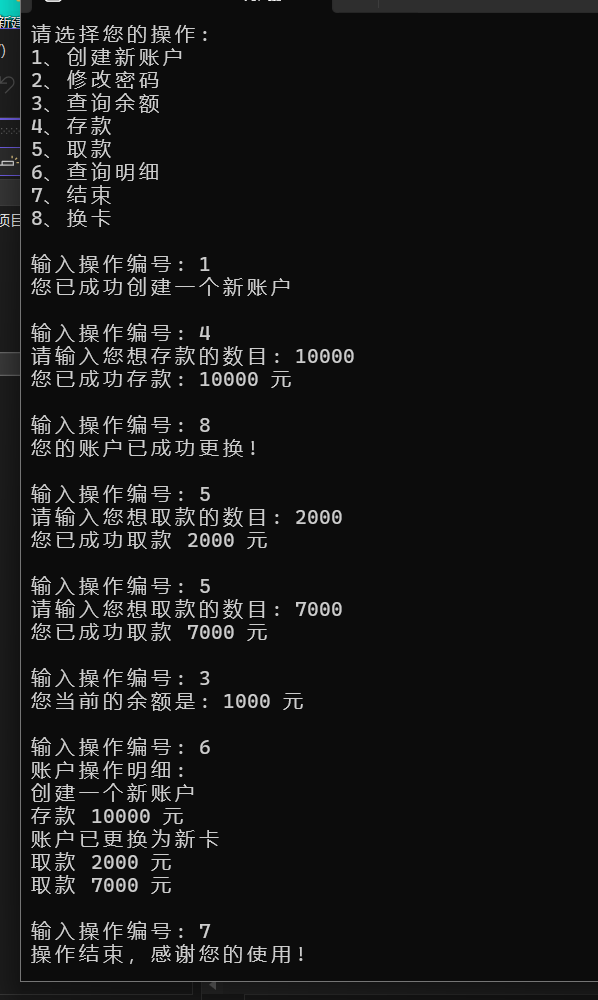 新建
)
项目
请选择您的操作：
1、创建新账户
2、修改密码
3、查询余额
4、存款
5、取款
6、查询明细
7、结束
8、换卡
输入操作编号：1
您已成功创建一个新账户
输入操作编号：4
请输入您想存款的数目：10000
您已成功存款：10000 元
输入操作编号：8
您的账户已成功更换！
输入操作编号：5
请输入您想取款的数目：2000
您已成功取款 2000 元
输入操作编号：5
请输入您想取款的数目：7000
您已成功取款 7000 元
输入操作编号：3
您当前的余额是：1000 元
输入操作编号：6
账户操作明细：
创建一个新账户
存款 10000 元
账户已更换为新卡
取款 2000 元
取款 7000 元
输入操作编号：7
操作结束，感谢您的使用！